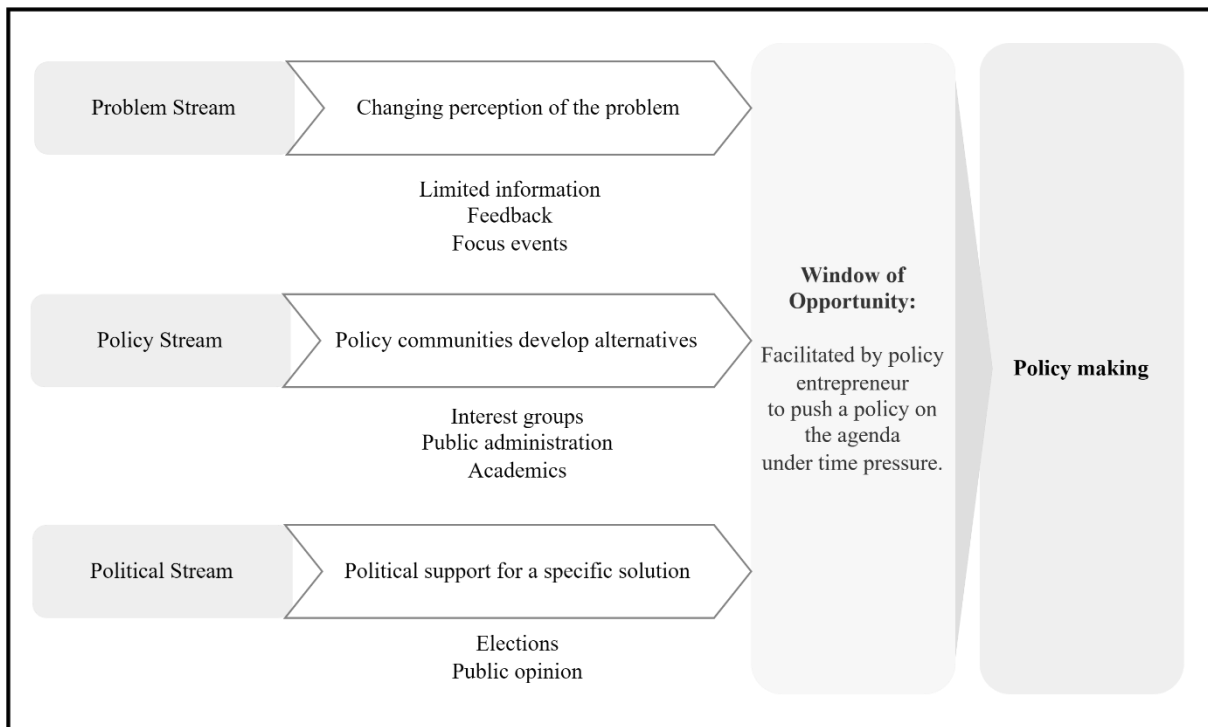 Problem Stream
Changing perception of the problem
Limited information
Feedback
Focus events
Policy Stream
Policy communities develop alternatives
Interest groups
Public administration
Academics
Political Stream
Political support for a specific solution
Elections
Public opinion
Window of
Opportunity:
Facilitated by policy
entrepreneur
to push a policy on
the agenda
under time pressure.
Policy making